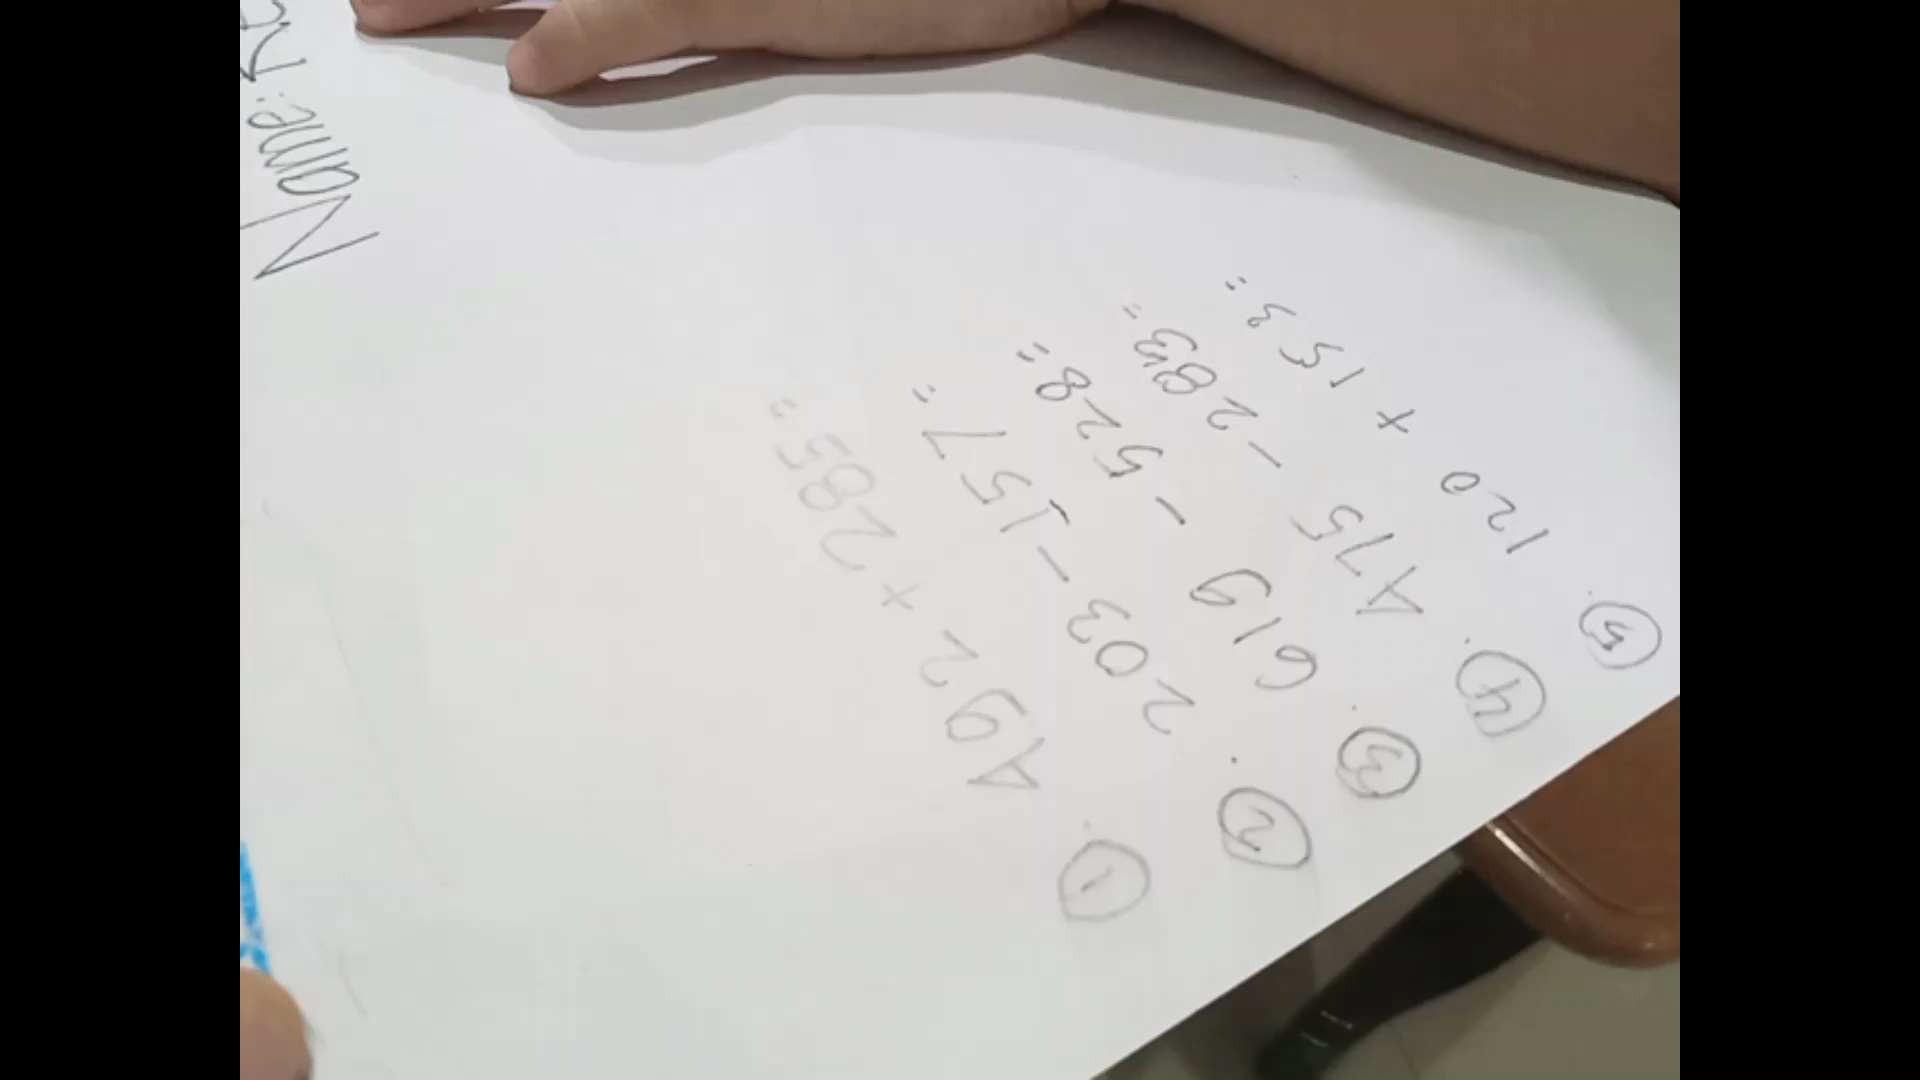 Name:
① 492 + 285 =
② 203 - 157 =
③ 619 - 528 =
④ 475 - 283 =
⑤ 120 + 153 =